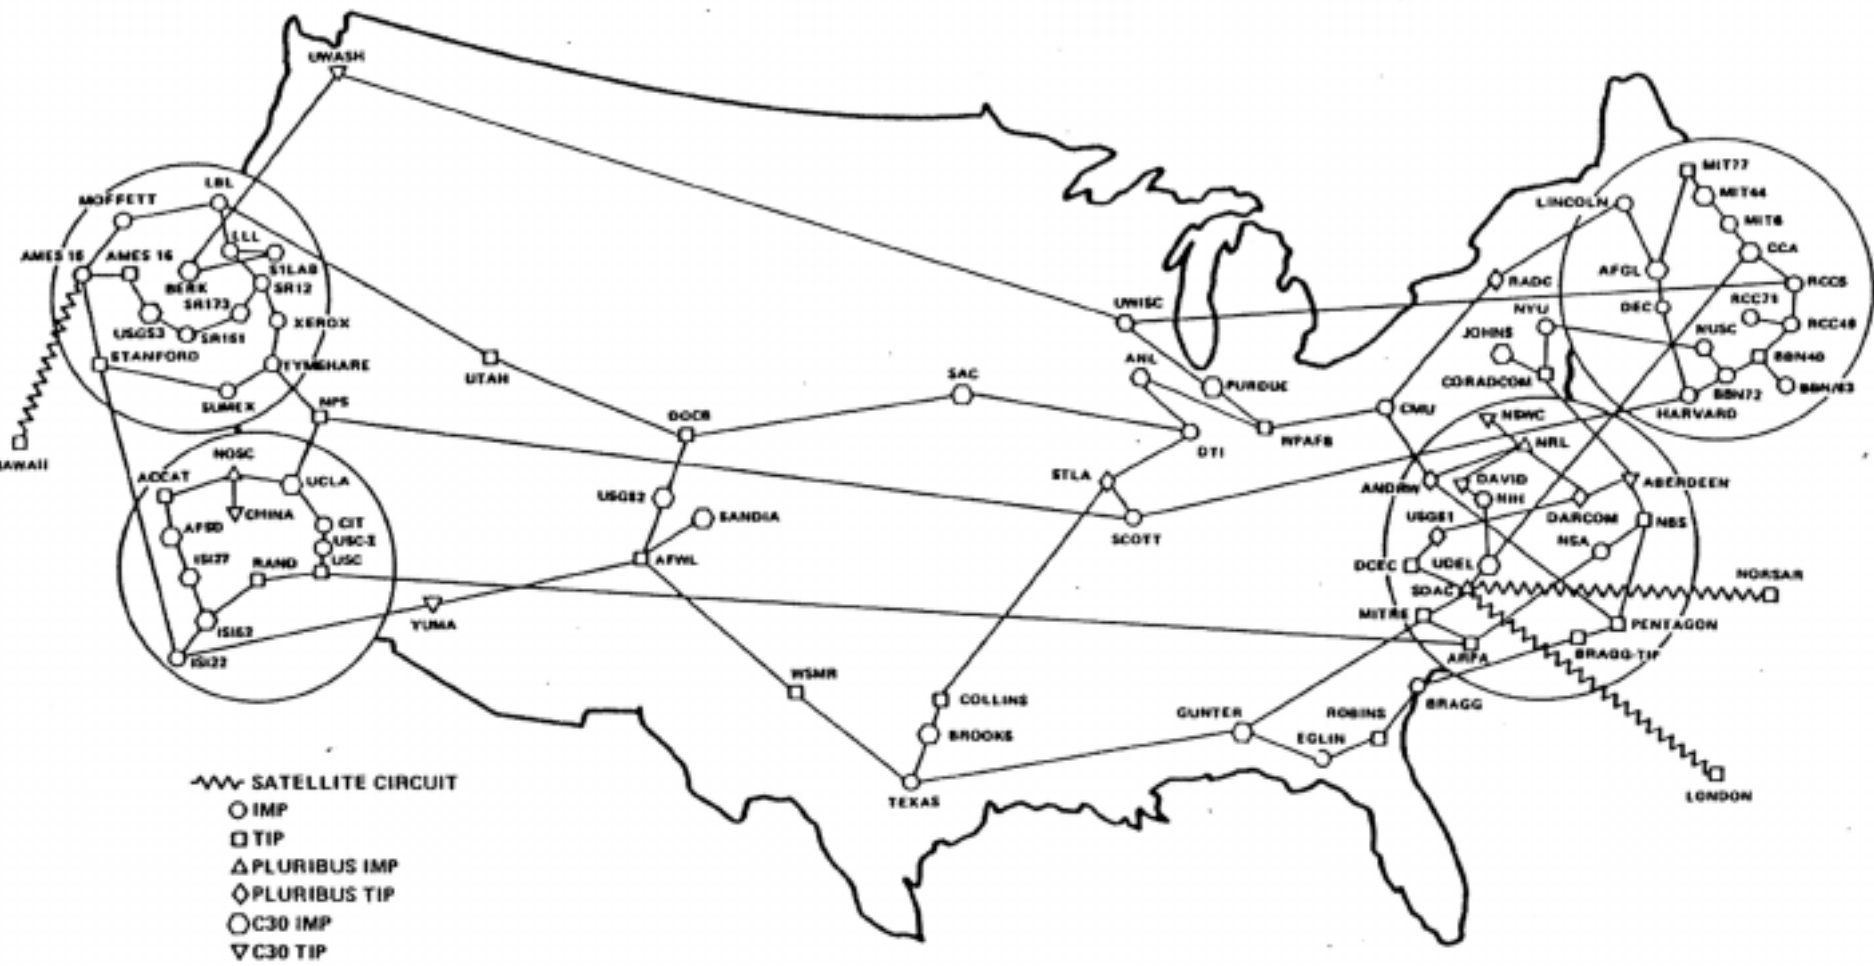 UWASH
LBL
MOFFETT
LLL
AMES 15
AMES 16
S1LAB
BERK
SR12
SR173
USGS3
SR151
XEROX
STANFORD
TYMSHARE
SUMEX
NPS
HAWAII
NOSC
ACCAT
UCLA
CHINA
AFSD
CIT
USC-2
ISI27
RAND
USC
ISI52
ISI22
YUMA
UTAH
DOCB
SAC
USGS2
SANDIA
AFWL
WSMR
TEXAS
BROOKS
COLLINS
UWISC
ANL
PURDUE
WPAFB
DTI
STLA
SCOTT
CMU
GUNTER
EGLIN
ROBINS
BRAGG
MIT77
MIT44
LINCOLN
MIT6
CCA
AFGL
RADC
RCC5
RCC71
NYU
DEC
RCC49
JOHNS
NUSC
BBN40
CORADCOM
BBN72
BBN/63
HARVARD
NSWC
NRL
ANDRW
DAVID
ABERDEEN
NIH
USGS1
DARCOM
NBS
NSA
DCEC
UDEL
SDAC
NORSAR
MITRE
PENTAGON
ARPA
BRAGG-TIP
LONDON
SATELLITE CIRCUIT
IMP
TIP
PLURIBUS IMP
PLURIBUS TIP
C30 IMP
C30 TIP